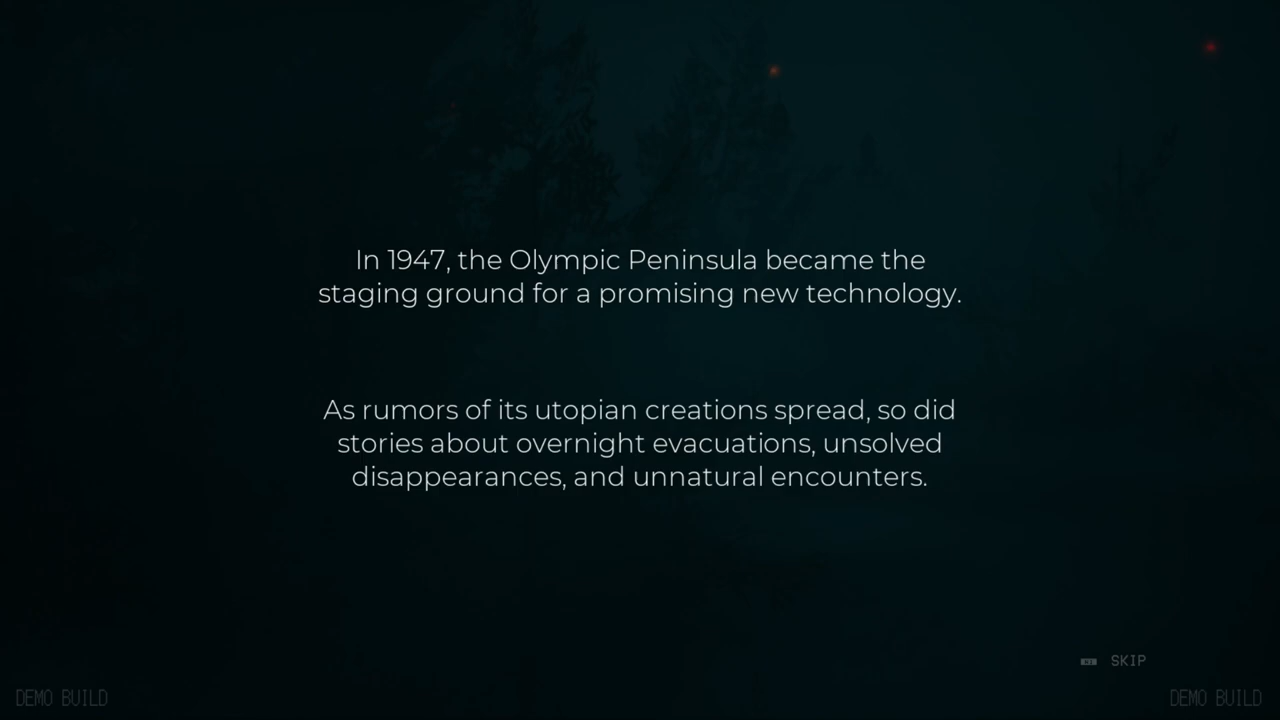 In 1947, the Olympic Peninsula became the
staging ground for a promising new technology.
As rumors of its utopian creations spread, so did
stories about overnight evacuations, unsolved
disappearances, and unnatural encounters.
SKIP
DEMO BUILD
DEMO BUILD